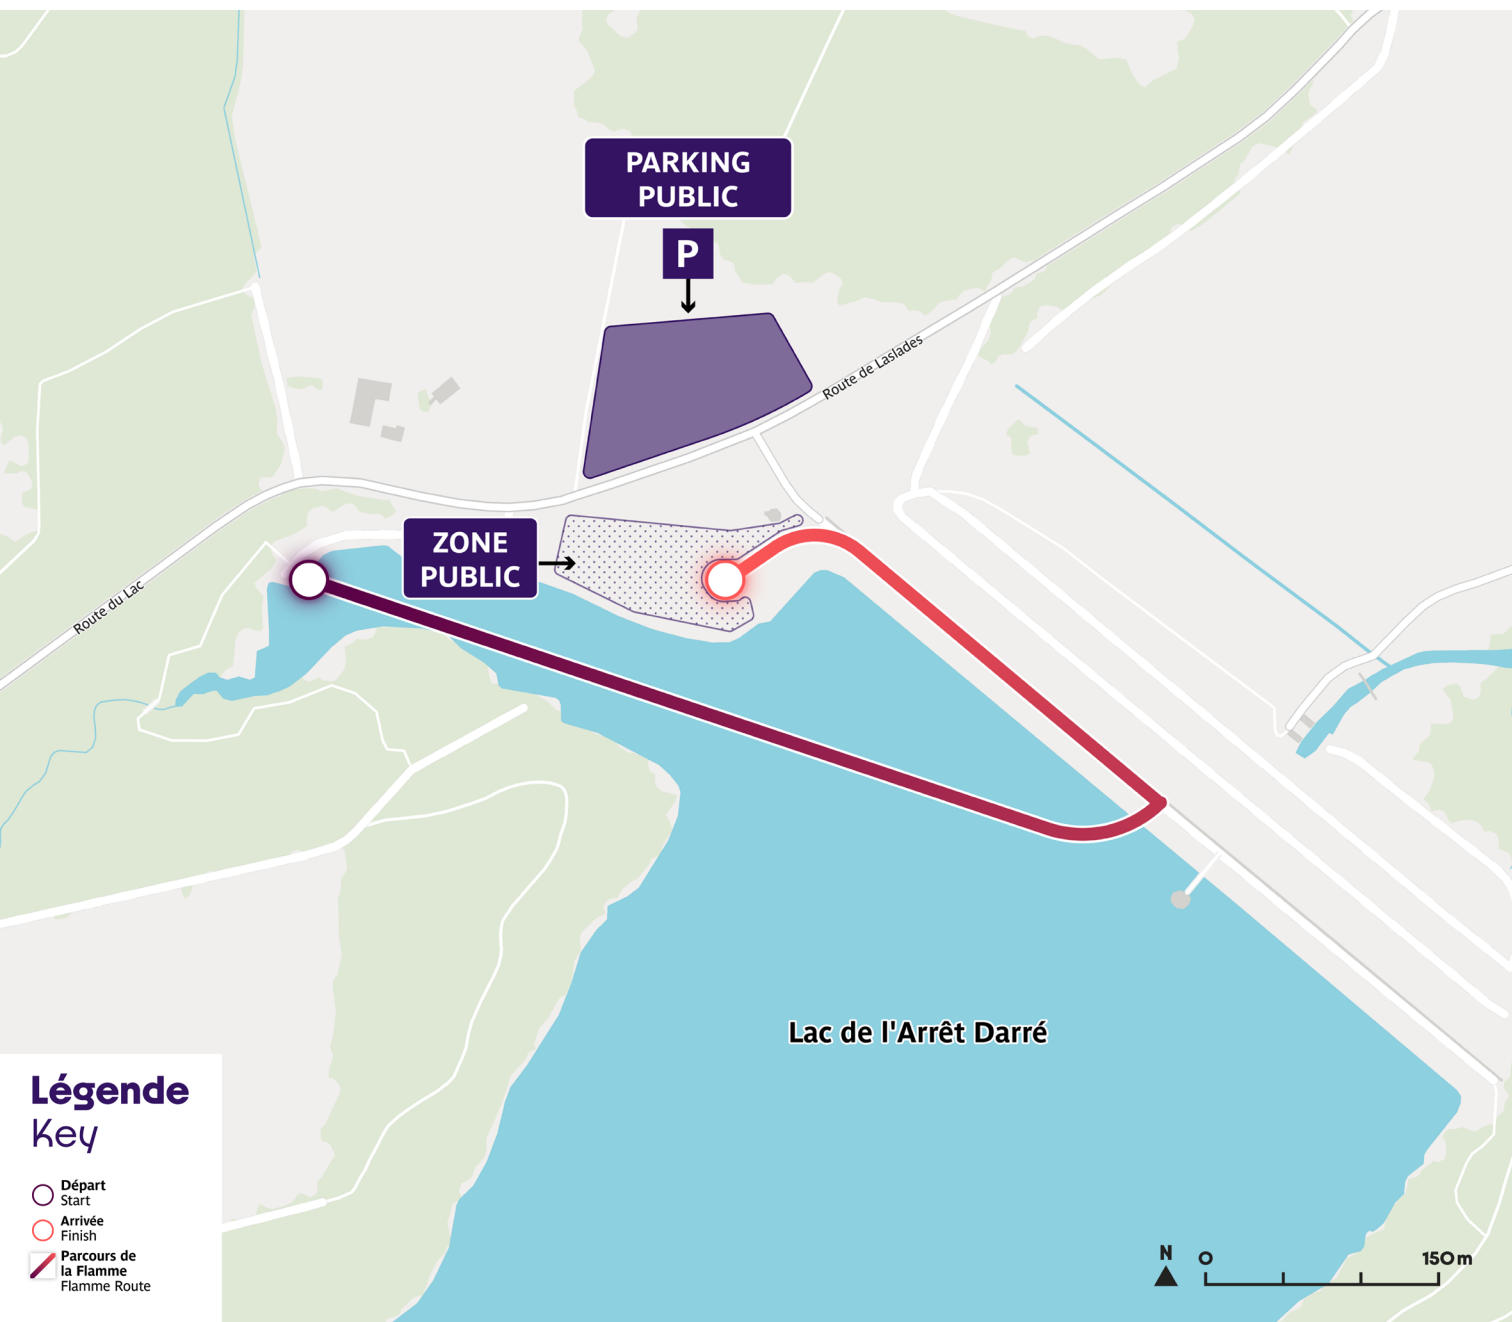 PARKING
PUBLIC
P
Route de Laslades
ZONE
PUBLIC
Route du Lac
Lac de l'Arrêt Darré
Légende
Key
Départ
Start
Arrivée
Finish
Parcours de
la Flamme
Flamme Route
N
0
150m